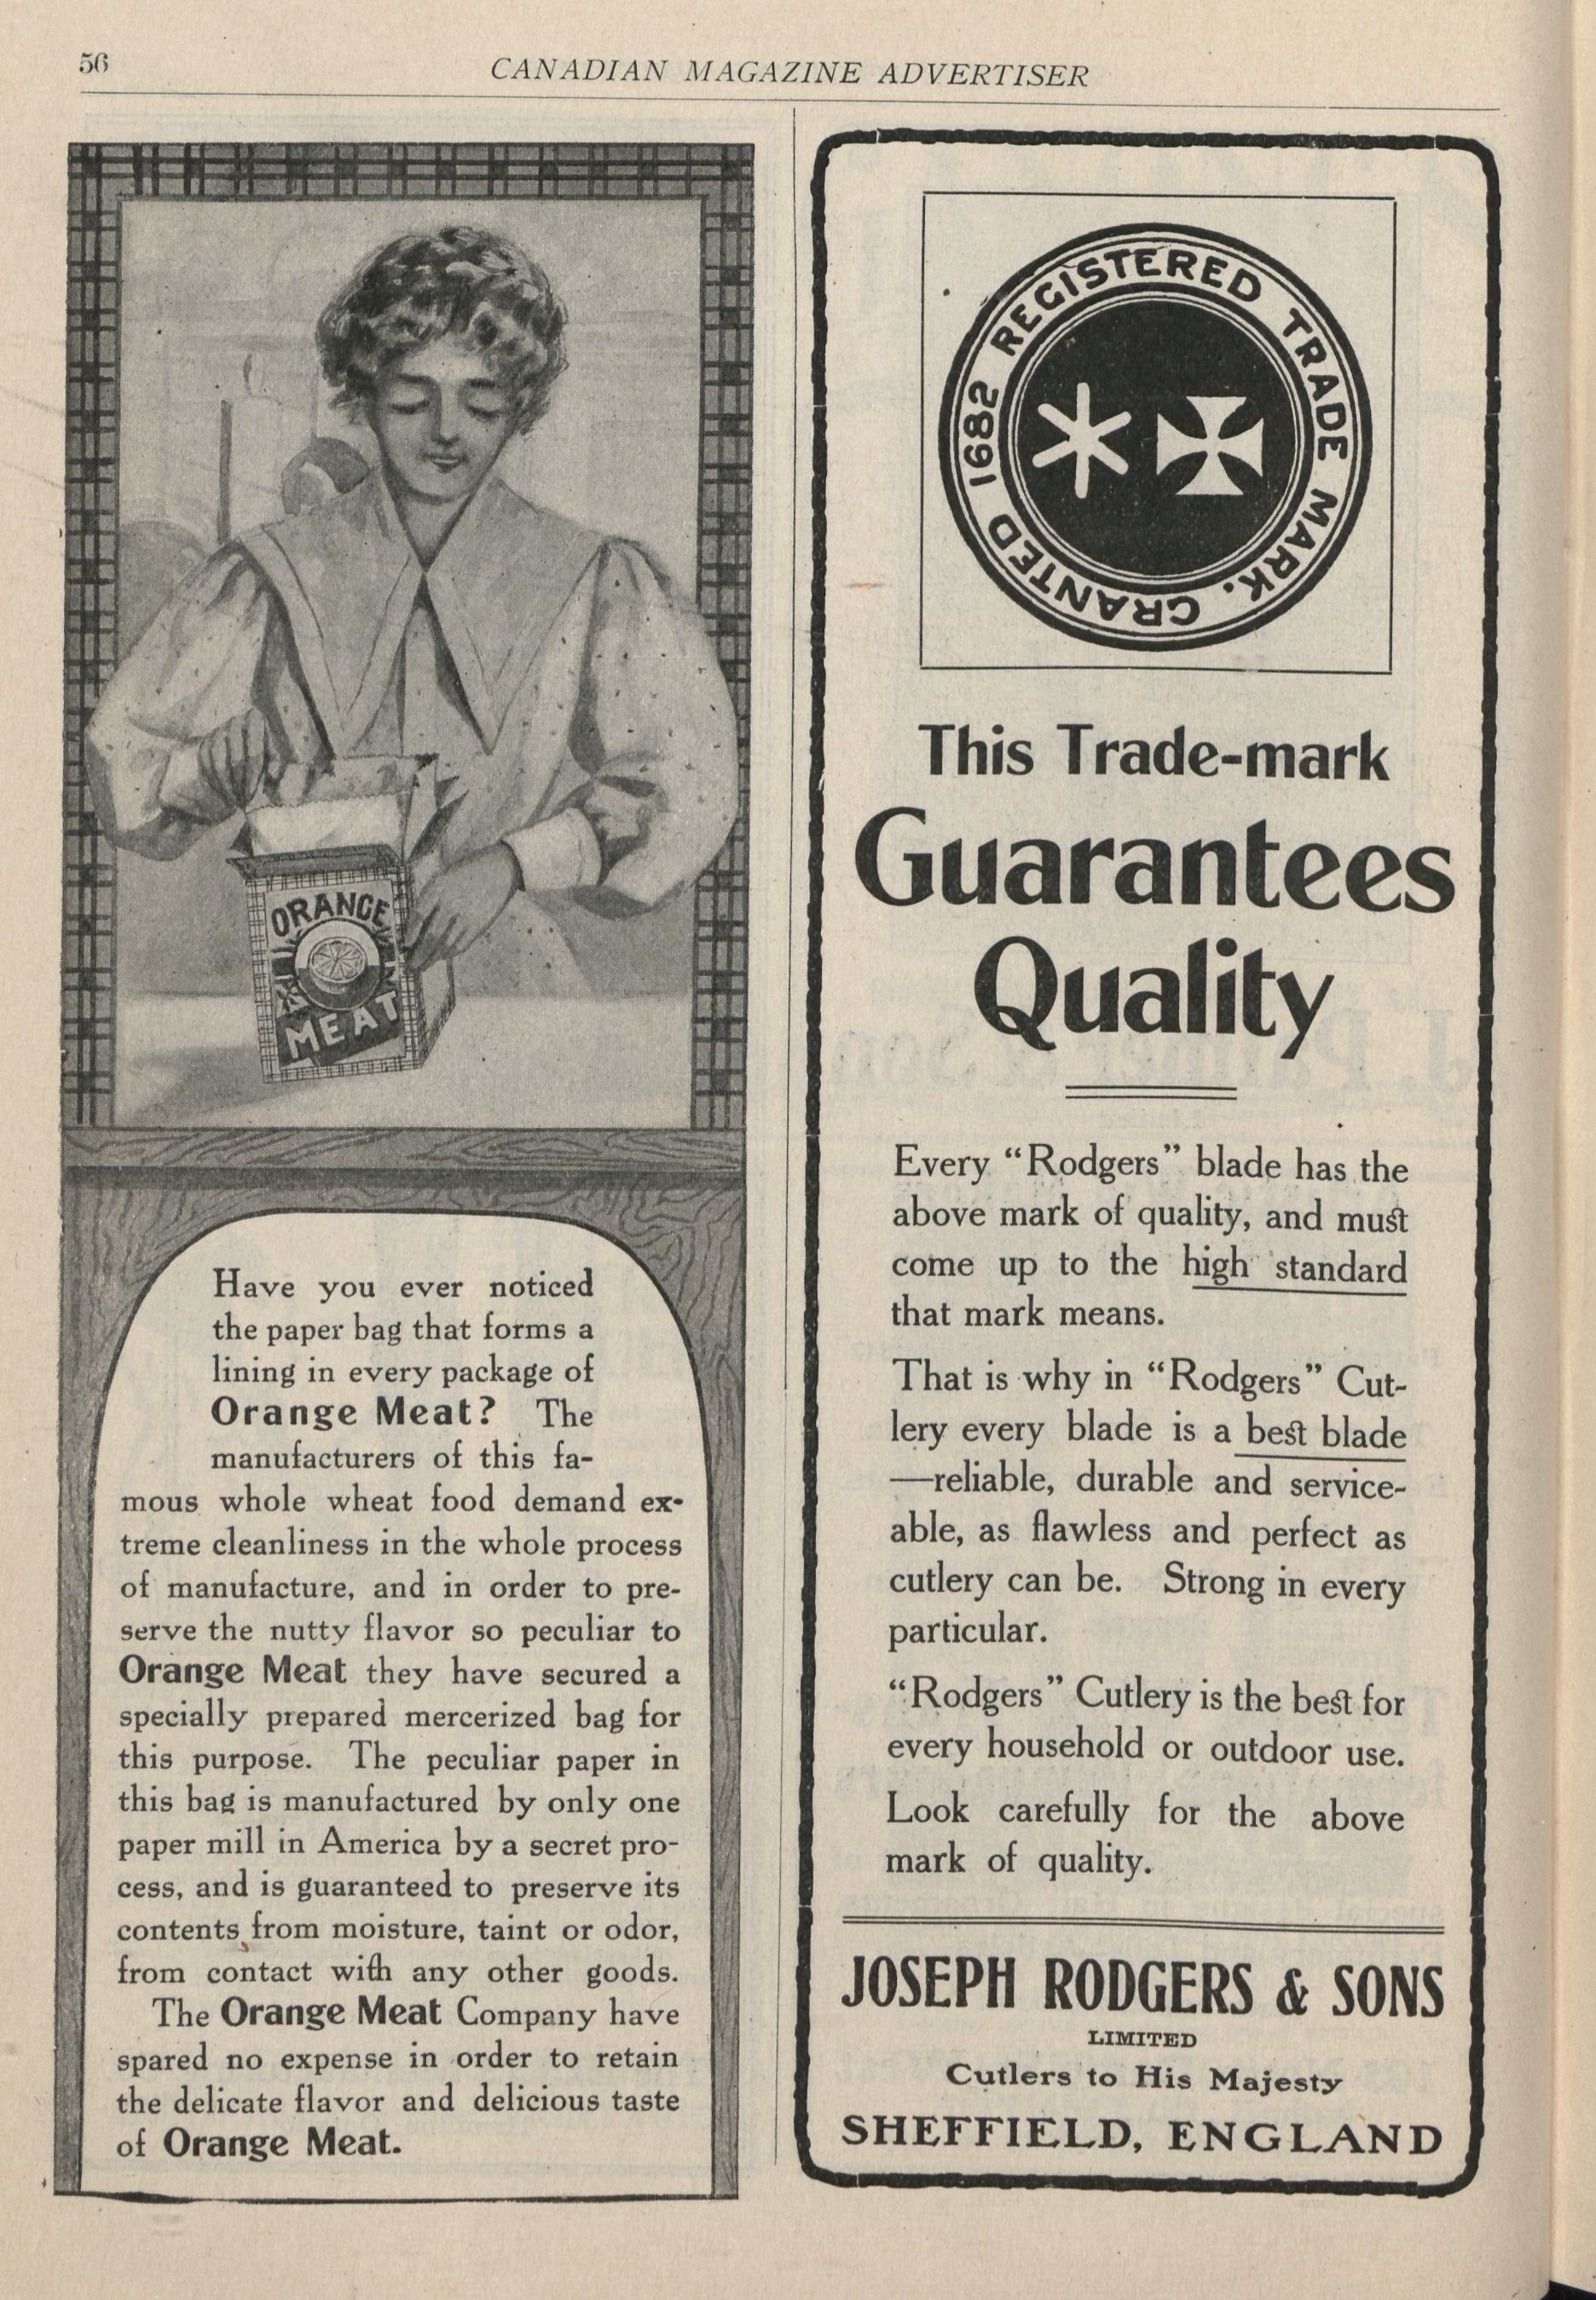 56
CANADIAN MAGAZINE ADVERTISER
ORANGE
MEAT
Have you ever noticed
the paper bag that forms a
lining in every package of
Orange Meat? The
manufacturers of this fa-
mous whole wheat food demand ex-
treme cleanliness in the whole process
of manufacture, and in order to pre-
serve the nutty flavor so peculiar to
Orange Meat they have secured a
specially prepared mercerized bag for
this purpose. The peculiar paper in
this bag is manufactured by only one
paper mill in America by a secret pro-
cess, and is guaranteed to preserve its
contents from moisture, taint or odor,
from contact with any other goods.
The Orange Meat Company have
spared no expense in order to retain
the delicate flavor and delicious taste
of Orange Meat.
REGISTERED TRADE MARK. GRANTED 1682
This Trade-mark
Guarantees
Quality
Every "Rodgers" blade has the
above mark of quality, and must
come up to the high standard
that mark means.
That is why in "Rodgers" Cut-
lery every blade is a best blade
—reliable, durable and service-
able, as flawless and perfect as
cutlery can be. Strong in every
particular.
"Rodgers" Cutlery is the best for
every household or outdoor use.
Look carefully for the above
mark of quality.
JOSEPH RODGERS & SONS
LIMITED
Cutlers to His Majesty
SHEFFIELD, ENGLAND